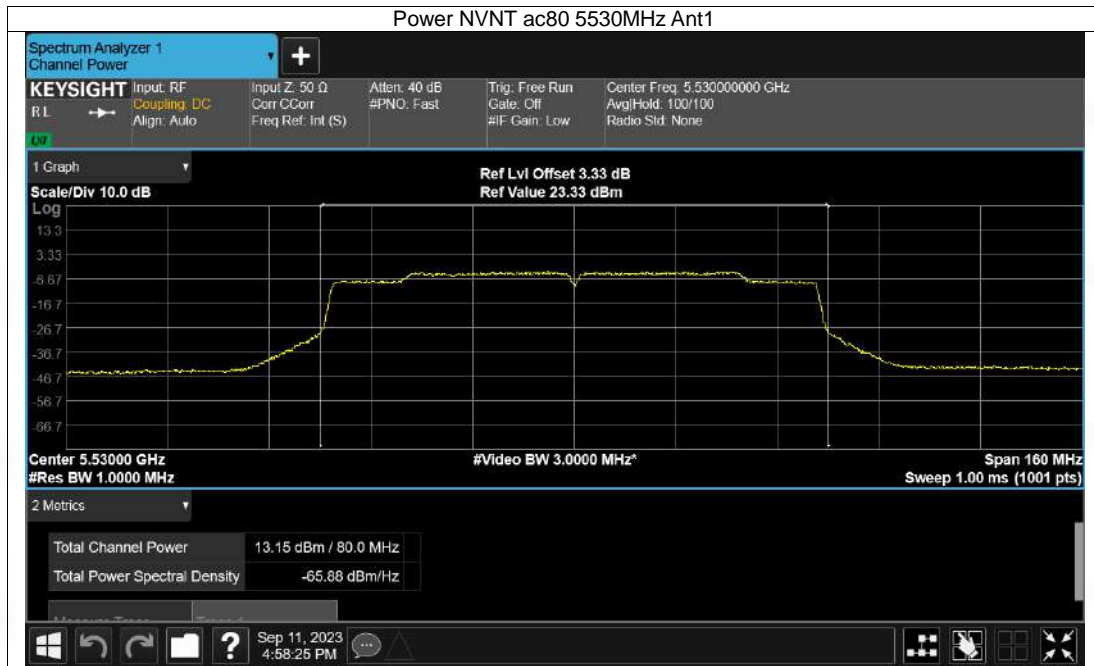 Power NVNT ac80 5530MHz Ant1
Spectrum Analyzer 1
Channel Power
KEYSIGHT
RL
LXI
Input: RF
Coupling: DC
Align: Auto
Input Z: 50 Ω
Corr CCorr
Freq Ref: Int (S)
Atten: 40 dB
#PNO: Fast
Trig: Free Run
Gate: Off
#IF Gain: Low
Center Freq: 5.530000000 GHz
Avg|Hold: 100/100
Radio Std: None
1 Graph
Scale/Div 10.0 dB
Ref Lvl Offset 3.33 dB
Ref Value 23.33 dBm
Log
13.3
3.33
-6.67
-16.7
-26.7
-36.7
-46.7
-56.7
-66.7
Center 5.53000 GHz
#Video BW 3.0000 MHz*
Span 160 MHz
#Res BW 1.0000 MHz
Sweep 1.00 ms (1001 pts)
2 Metrics
Total Channel Power 13.15 dBm / 80.0 MHz
Total Power Spectral Density -65.88 dBm/Hz
?
Sep 11, 2023
4:58:25 PM